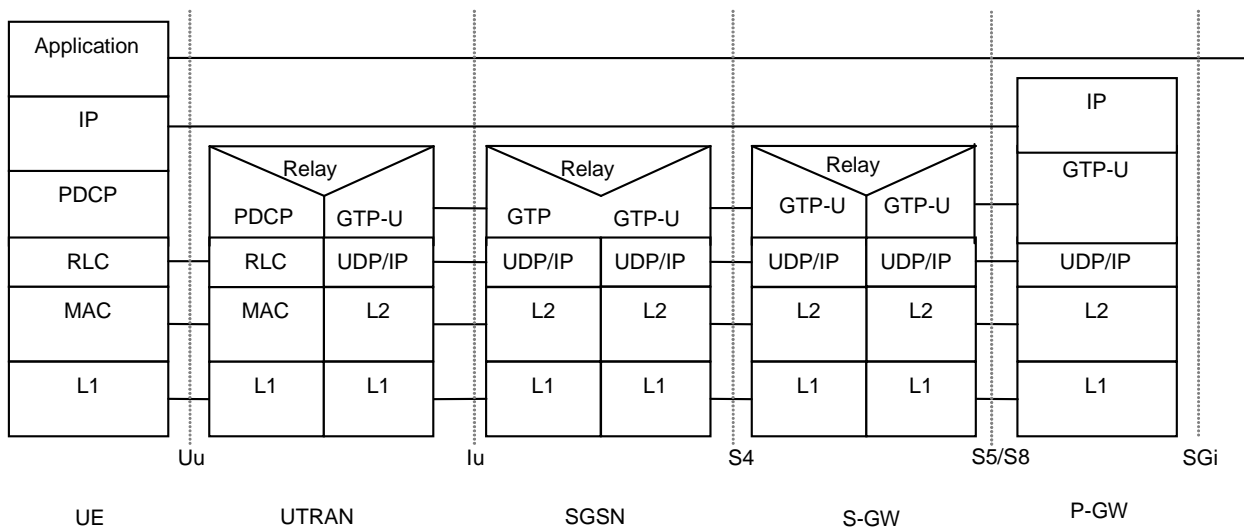 Application
IP
IP
Relay
Relay
Relay
GTP-U
PDCP
PDCP
GTP-U
GTP
GTP-U
GTP-U
GTP-U
RLC
RLC
UDP/IP
UDP/IP
UDP/IP
UDP/IP
UDP/IP
UDP/IP
MAC
MAC
L2
L2
L2
L2
L2
L2
L1
L1
L1
L1
L1
L1
L1
L1
Uu
Iu
S4
S5/S8
SGi
UE
UTRAN
SGSN
S-GW
P-GW